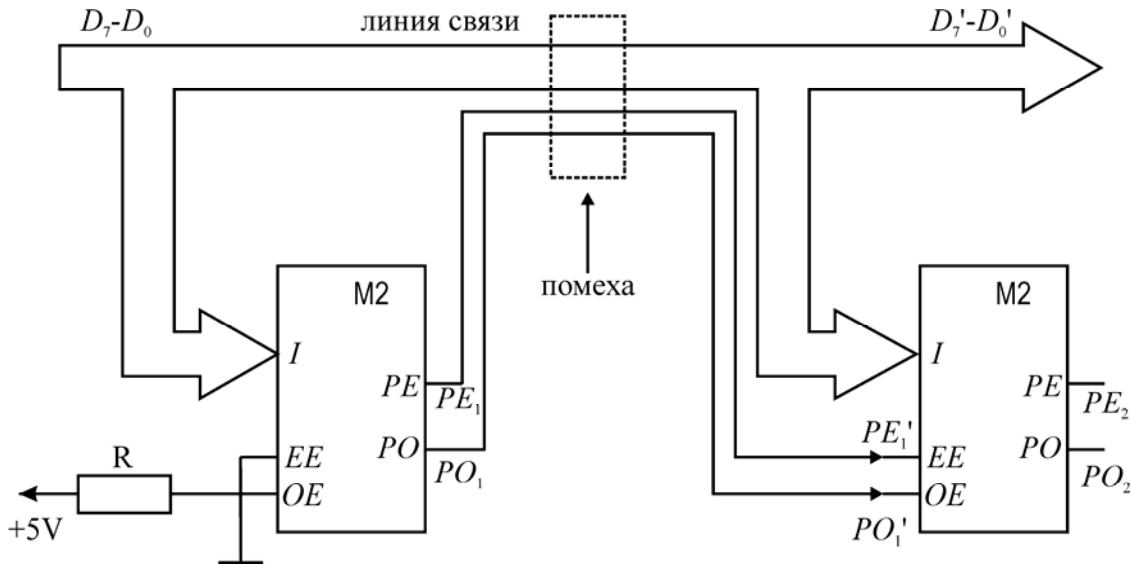 D₇-D₀ линия связи D₇'-D₀'
помеха
M2
I
PE
PE₁
PO
PO₁
EE
OE
R
+5V
M2
I
PE
PE₂
PO
PO₂
PE₁'
EE
OE
PO₁'